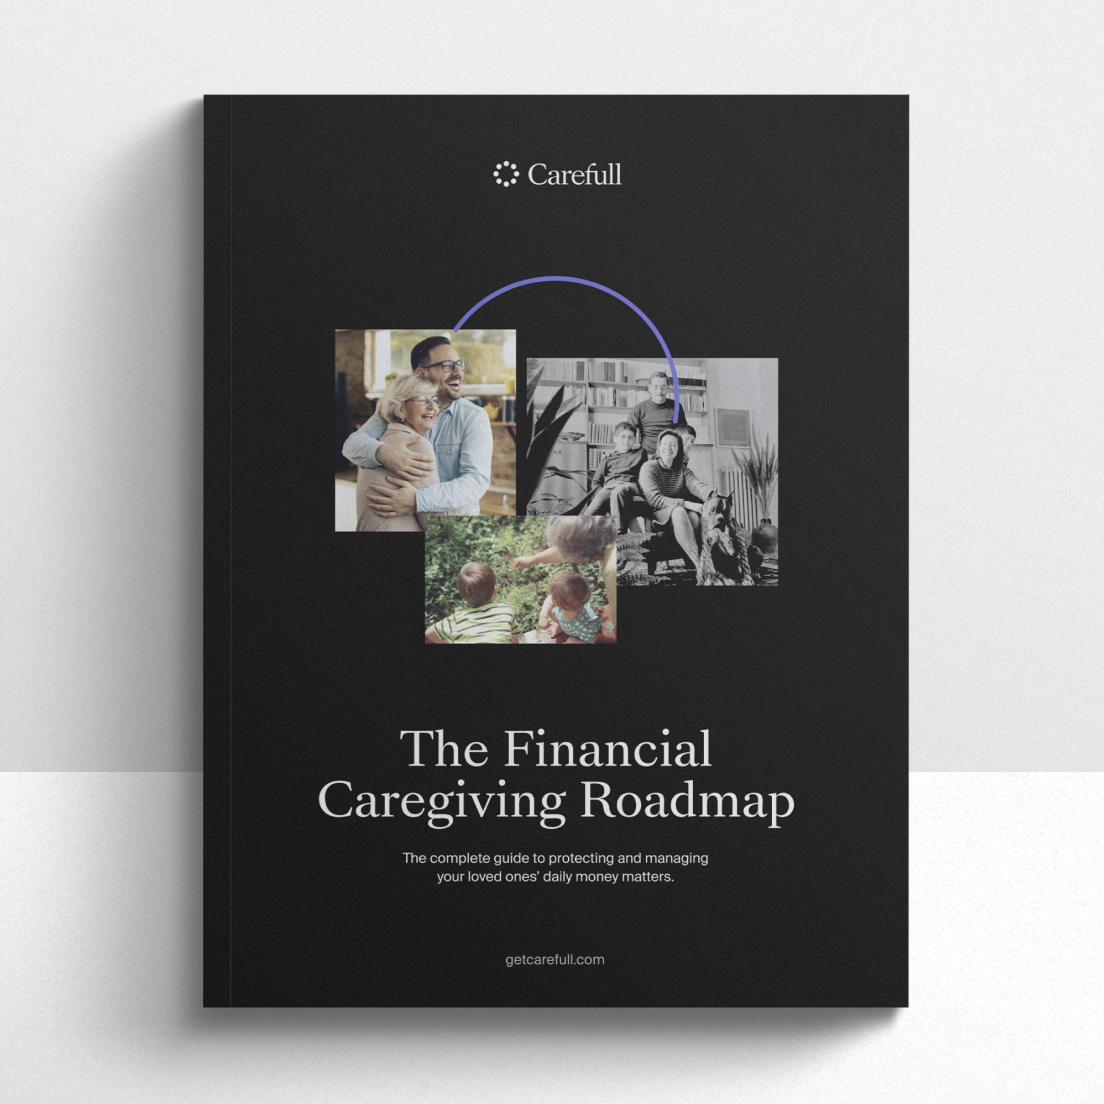 Carefull
The Financial
Caregiving Roadmap
The complete guide to protecting and managing
your loved ones' daily money matters.
getcarefull.com